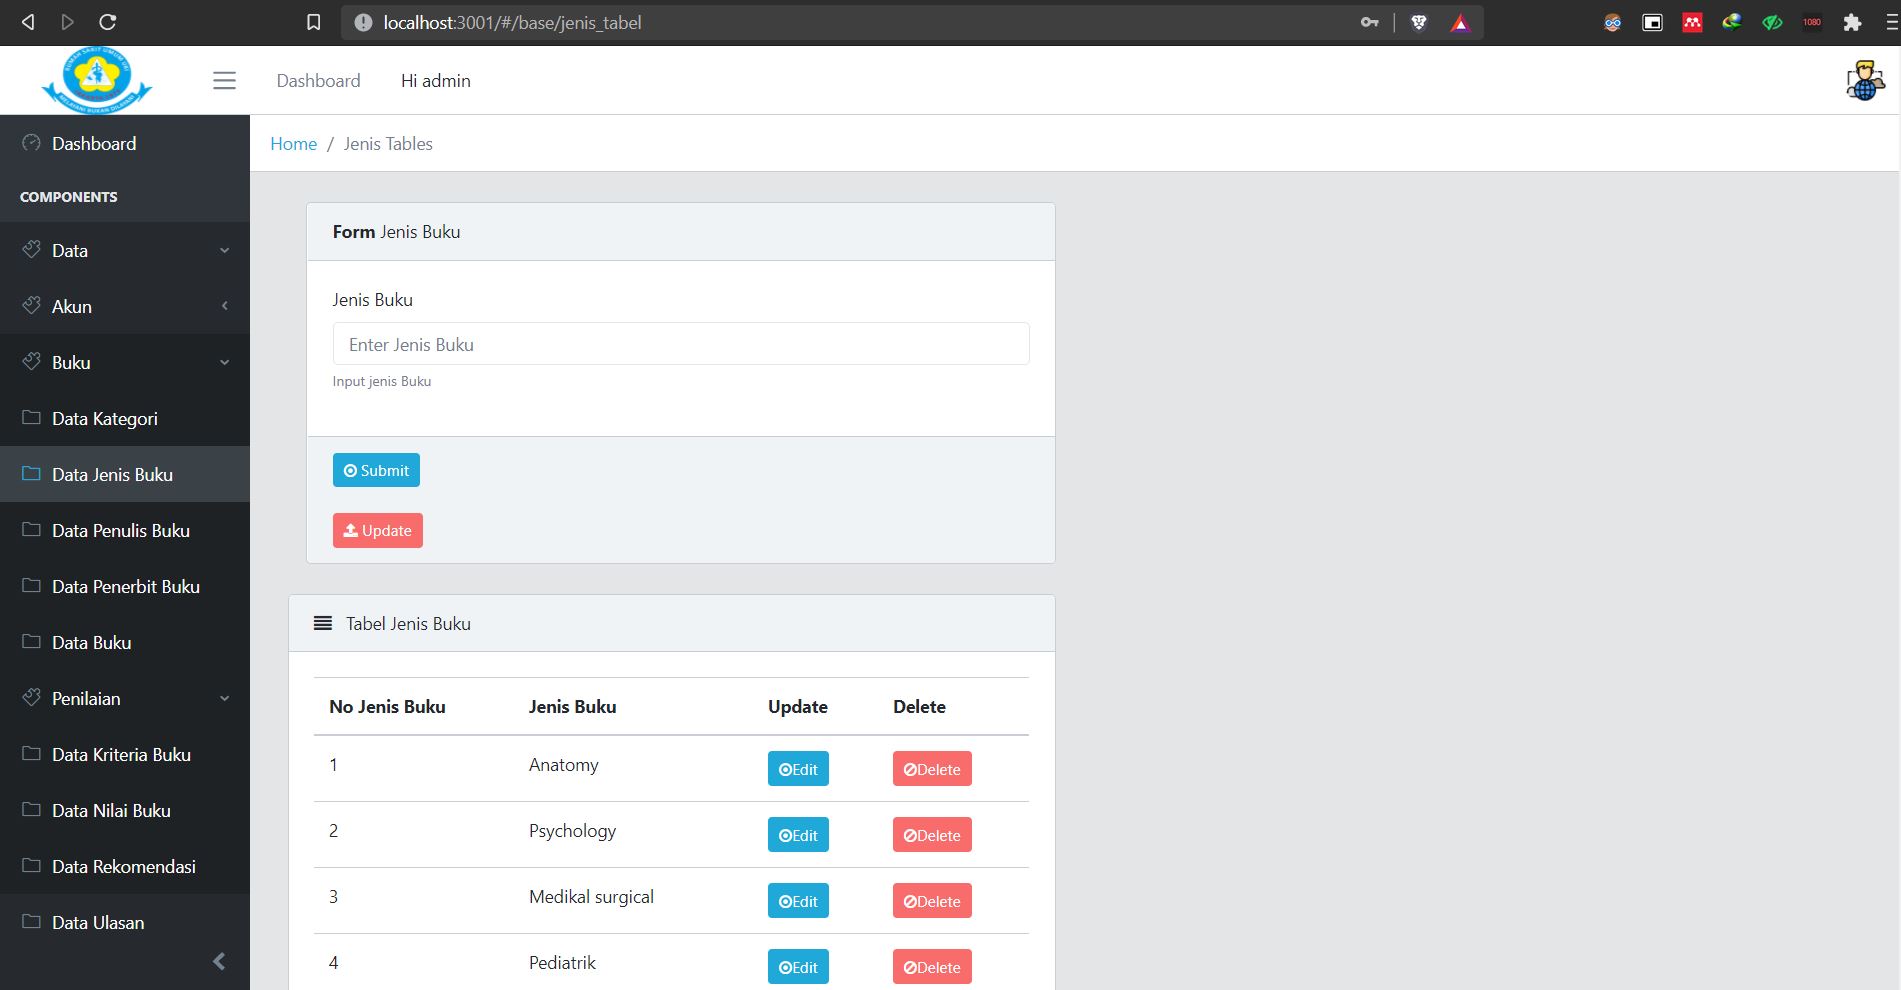 localhost:3001/#/base/jenis_tabel
1080
Dashboard
Hi admin
Dashboard
COMPONENTS
Data
Akun
Buku
Data Kategori
Data Jenis Buku
Data Penulis Buku
Data Penerbit Buku
Data Buku
Penilaian
Data Kriteria Buku
Data Nilai Buku
Data Rekomendasi
Data Ulasan
Home / Jenis Tables
Form Jenis Buku
Jenis Buku
Enter Jenis Buku
Input jenis Buku
Submit
Update
Tabel Jenis Buku
No Jenis Buku Jenis Buku Update Delete
1 Anatomy Edit Delete
2 Psychology Edit Delete
3 Medikal surgical Edit Delete
4 Pediatrik Edit Delete